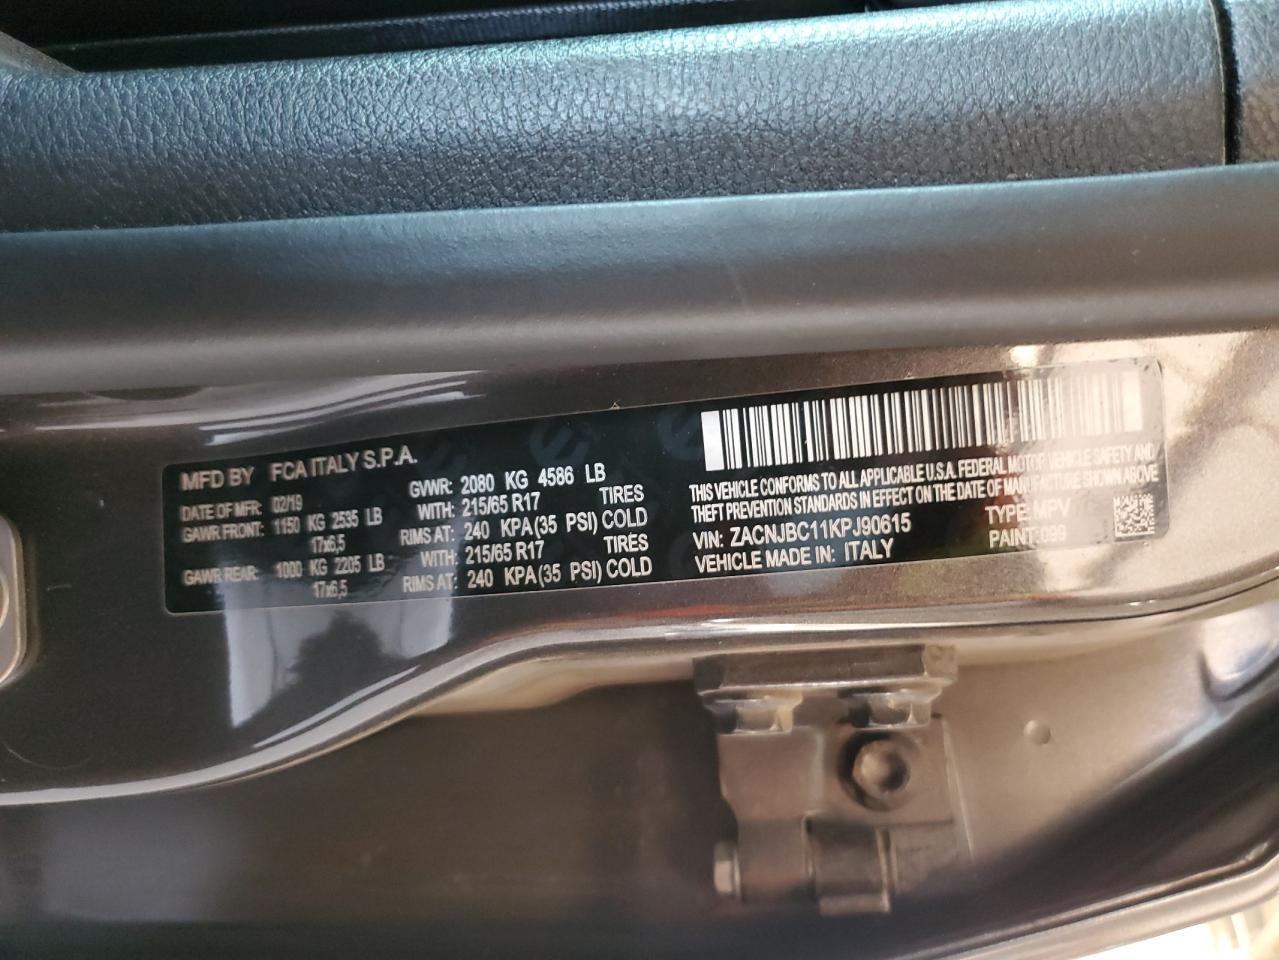 MFD BY FCA ITALY S.P.A.
DATE OF MFR: 02/19 GVWR: 2080 KG 4586 LB
GAWR FRONT: 1150 KG 2535 LB WITH: 215/65 R17 TIRES
17x6,5 RIMS AT: 240 KPA(35 PSI) COLD
GAWR REAR: 1000 KG 2205 LB WITH: 215/65 R17 TIRES
17x6,5 RIMS AT: 240 KPA(35 PSI) COLD
THIS VEHICLE CONFORMS TO ALL APPLICABLE U.S.A. FEDERAL MOTOR VEHICLE SAFETY AND
THEFT PREVENTION STANDARDS IN EFFECT ON THE DATE OF MANUFACTURE SHOWN ABOVE
VIN: ZACNJBC11KPJ90615 TYPE: MPV
VEHICLE MADE IN: ITALY PAINT: 099